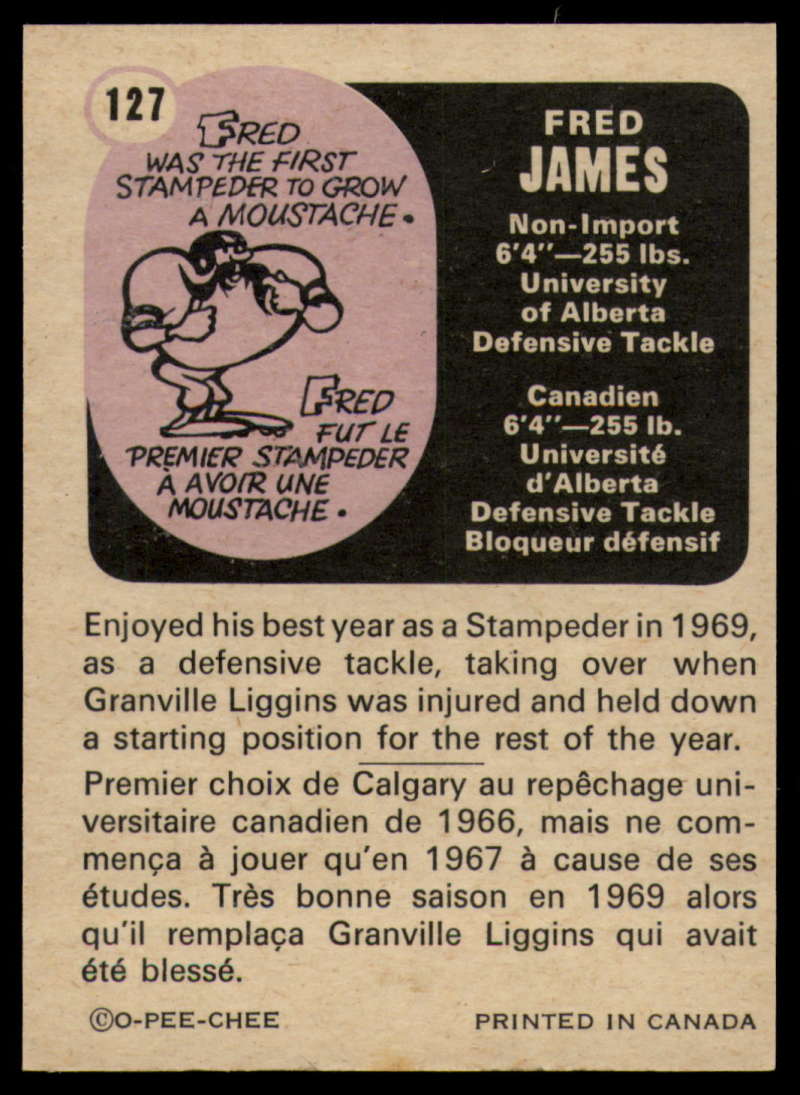 127
FRED
WAS THE FIRST
STAMPEDER TO GROW
A MOUSTACHE.
FRED
FUT LE
PREMIER STAMPEDER
A AVOIR UNE
MOUSTACHE.
FRED
JAMES
Non-Import
6'4"—255 lbs.
University
of Alberta
Defensive Tackle
Canadien
6'4"—255 lb.
Université
d'Alberta
Defensive Tackle
Bloqueur défensif
Enjoyed his best year as a Stampeder in 1969,
as a defensive tackle, taking over when
Granville Liggins was injured and held down
a starting position for the rest of the year.
Premier choix de Calgary au repêchage uni-
versitaire canadien de 1966, mais ne com-
mença à jouer qu'en 1967 à cause de ses
études. Très bonne saison en 1969 alors
qu'il remplaça Granville Liggins qui avait
été blessé.
©O-PEE-CHEE
PRINTED IN CANADA